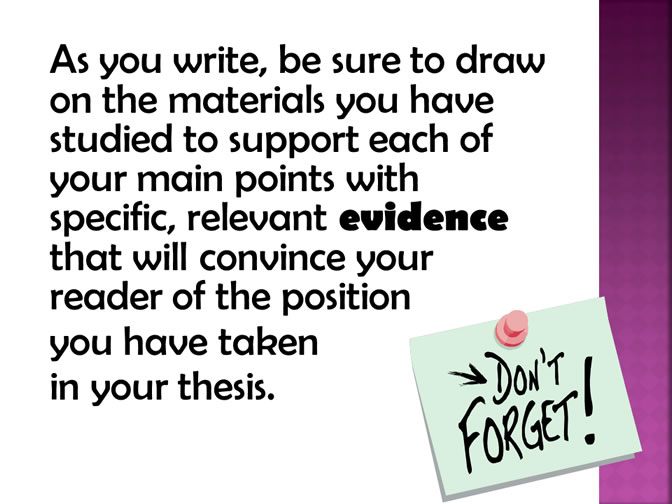 As you write, be sure to draw
on the materials you have
studied to support each of
your main points with
specific, relevant evidence
that will convince your
reader of the position
you have taken
in your thesis.
DON'T
FORGET!